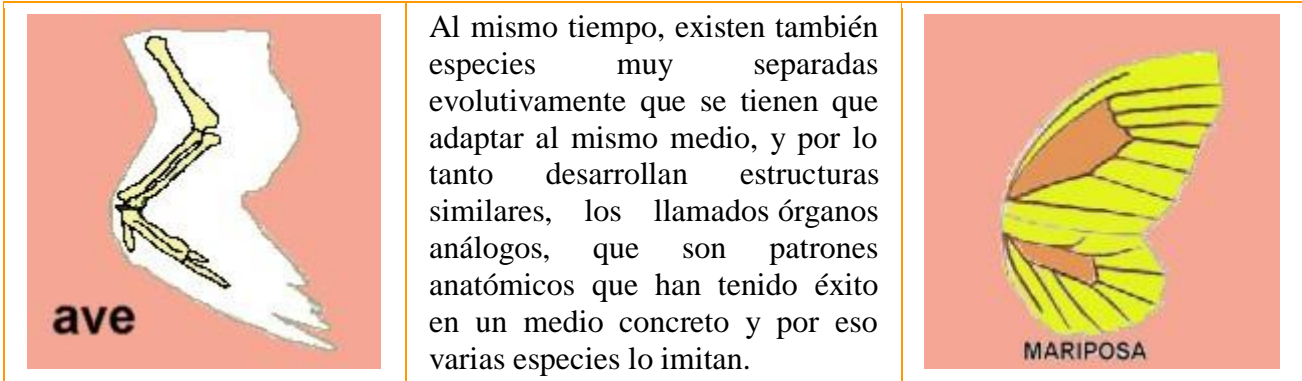 ave
Al mismo tiempo, existen también
especies muy separadas
evolutivamente que se tienen que
adaptar al mismo medio, y por lo
tanto desarrollan estructuras
similares, los llamados órganos
análogos, que son patrones
anatómicos que han tenido éxito
en un medio concreto y por eso
varias especies lo imitan.
MARIPOSA